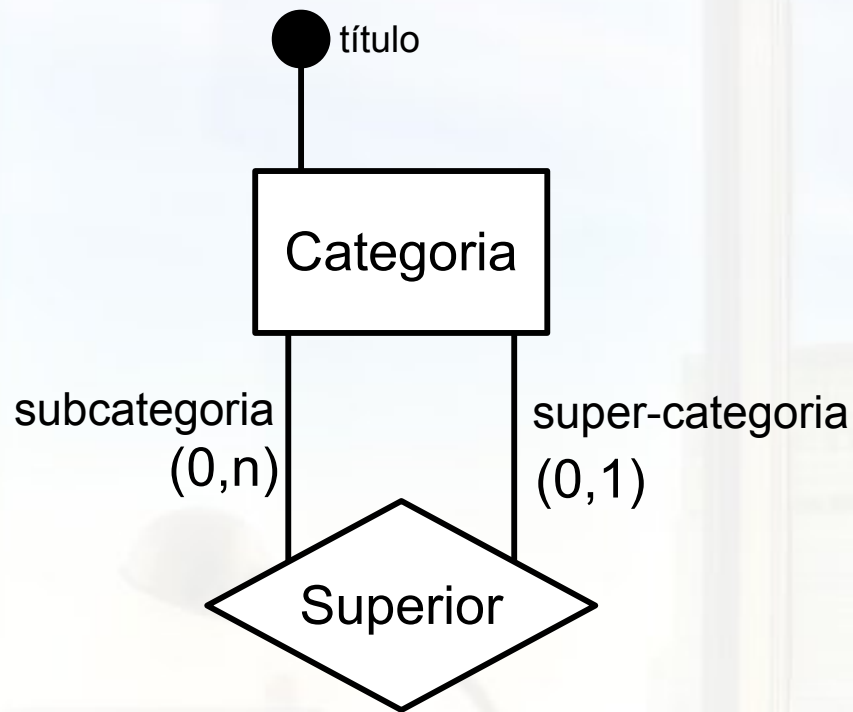 título
Categoria
subcategoria
(0,n)
super-categoria
(0,1)
Superior